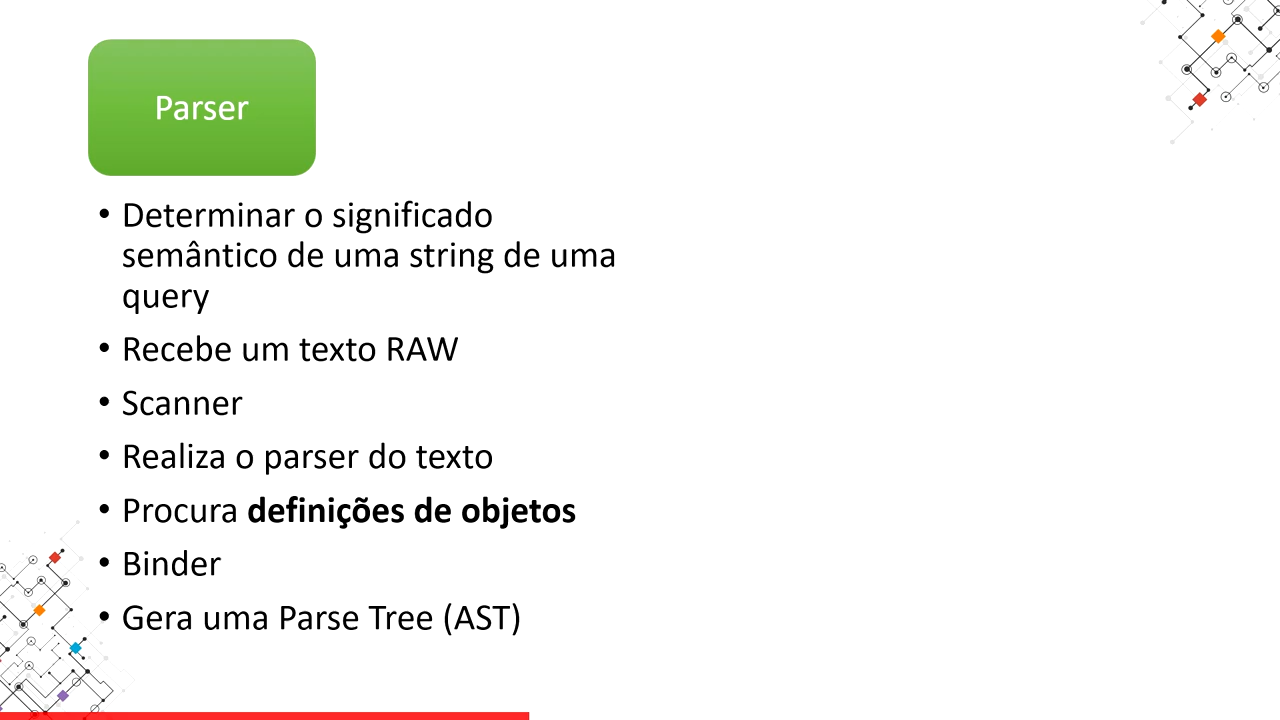 Parser
• Determinar o significado
semântico de uma string de uma
query
• Recebe um texto RAW
• Scanner
• Realiza o parser do texto
• Procura definições de objetos
• Binder
• Gera uma Parse Tree (AST)